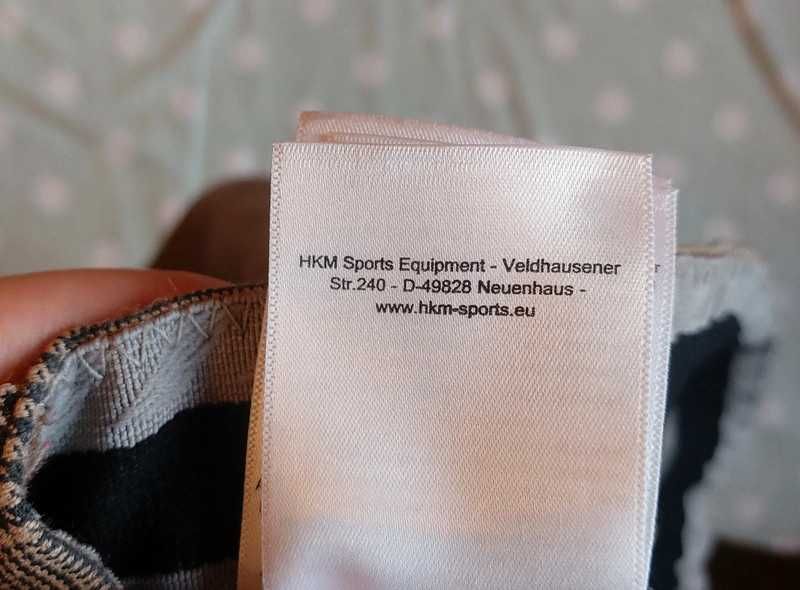 HKM Sports Equipment - Veldhausener
Str.240 - D-49828 Neuenhaus -
www.hkm-sports.eu